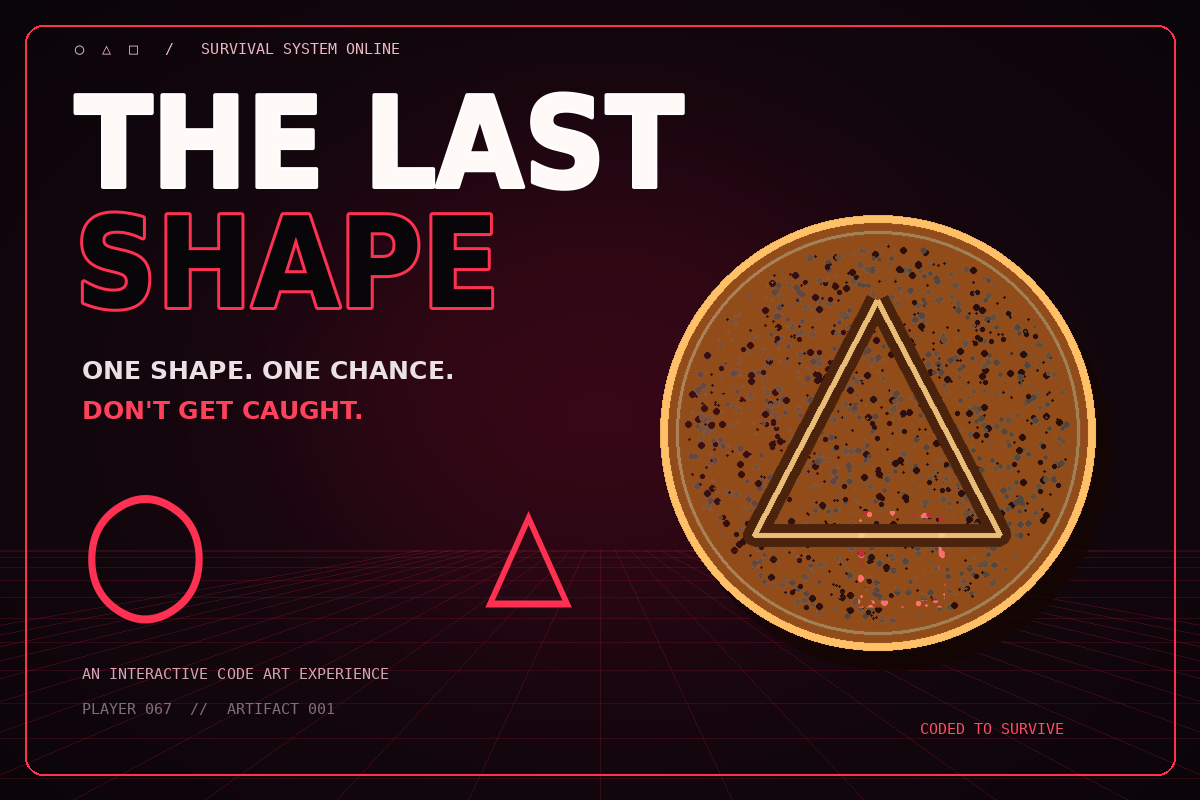 ○ △ □ / SURVIVAL SYSTEM ONLINE
THE LAST
SHAPE
ONE SHAPE. ONE CHANCE.
DON'T GET CAUGHT.
AN INTERACTIVE CODE ART EXPERIENCE
PLAYER 067 // ARTIFACT 001
CODED TO SURVIVE